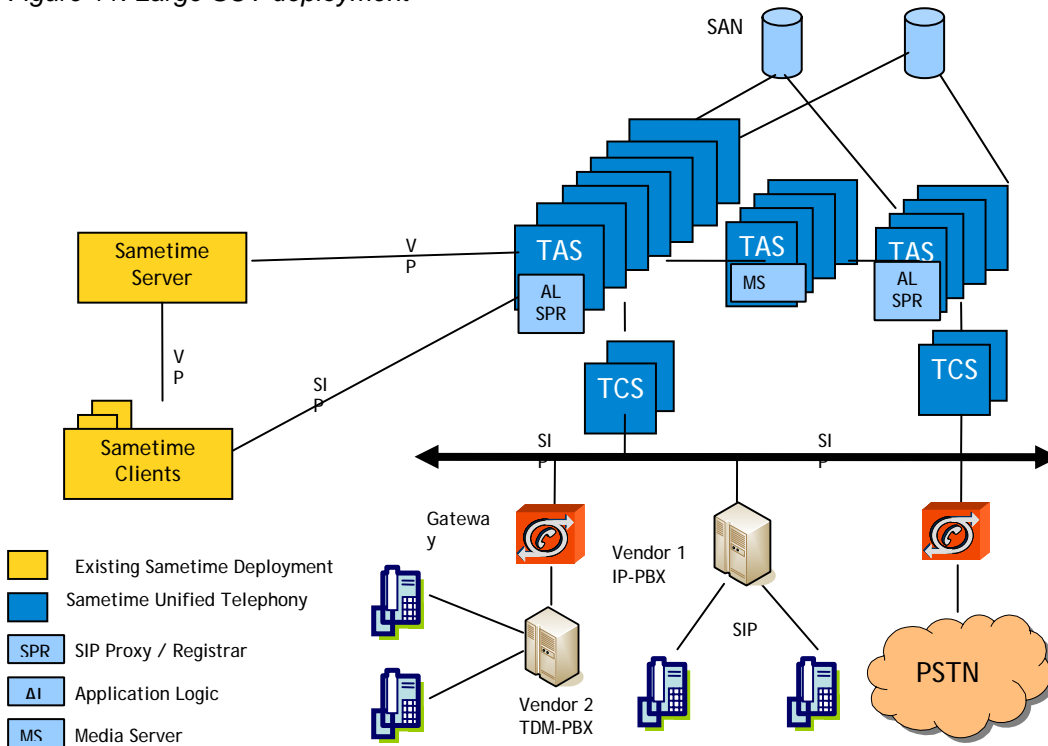 SAN
TAS
TAS
TAS
AL
SPR
MS
AL
SPR
Sametime
Server
V
P
V
P
SI
P
TCS
TCS
Sametime
Clients
SI
P
SI
P
Gatewa
y
Vendor 1
IP-PBX
SIP
Vendor 2
TDM-PBX
PSTN
Existing Sametime Deployment
Sametime Unified Telephony
SPR SIP Proxy / Registrar
AL Application Logic
MS Media Server